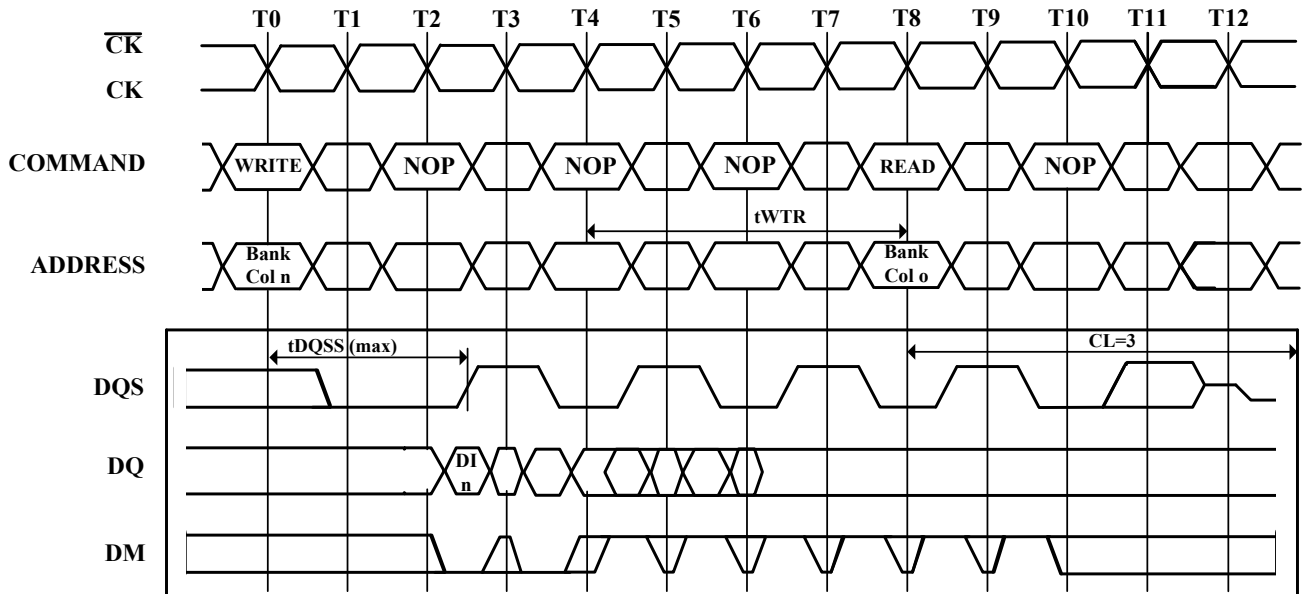 T0 T1 T2 T3 T4 T5 T6 T7 T8 T9 T10 T11 T12
CK
CK
COMMAND WRITE NOP NOP NOP READ NOP
tWTR
ADDRESS Bank Col n Bank Col o
tDQSS (max) CL=3
DQS
DQ DI n
DM